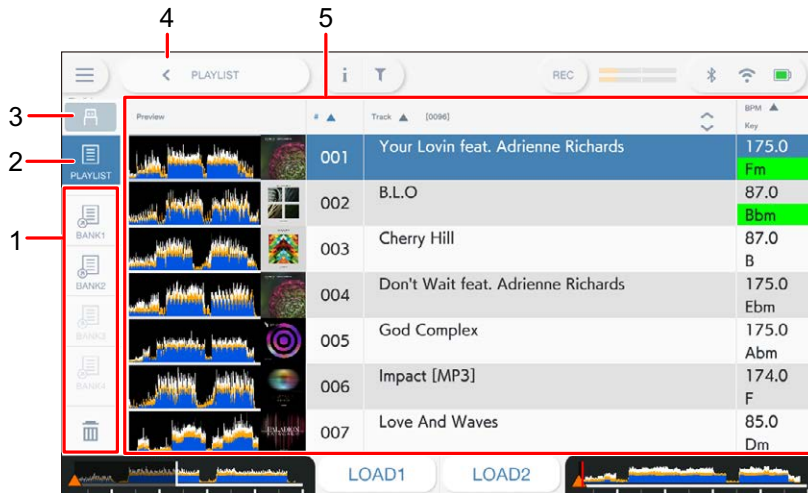 4 5
PLAYLIST i REC
3
Preview # Track [0096] BPM
Key
2
PLAYLIST
001 Your Lovin feat. Adrienne Richards 175.0
Fm
1
BANK1
002 B.L.O 87.0
Bbm
BANK2
003 Cherry Hill 87.0
B
BANK3
004 Don't Wait feat. Adrienne Richards 175.0
Ebm
BANK4
005 God Complex 175.0
Abm
006 Impact [MP3] 174.0
F
007 Love And Waves 85.0
Dm
LOAD1 LOAD2